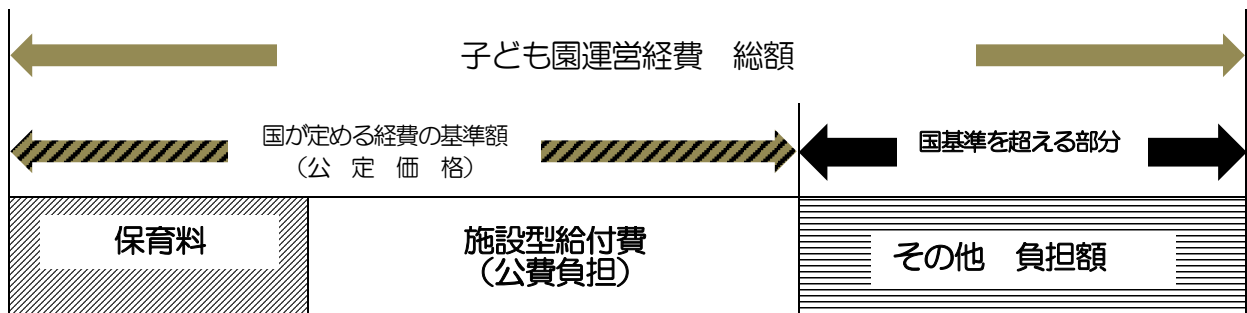 子ども園運営経費　総額
国が定める経費の基準額
（公　定　価　格）
国基準を超える部分
保育料
施設型給付費
（公費負担）
その他　負担額